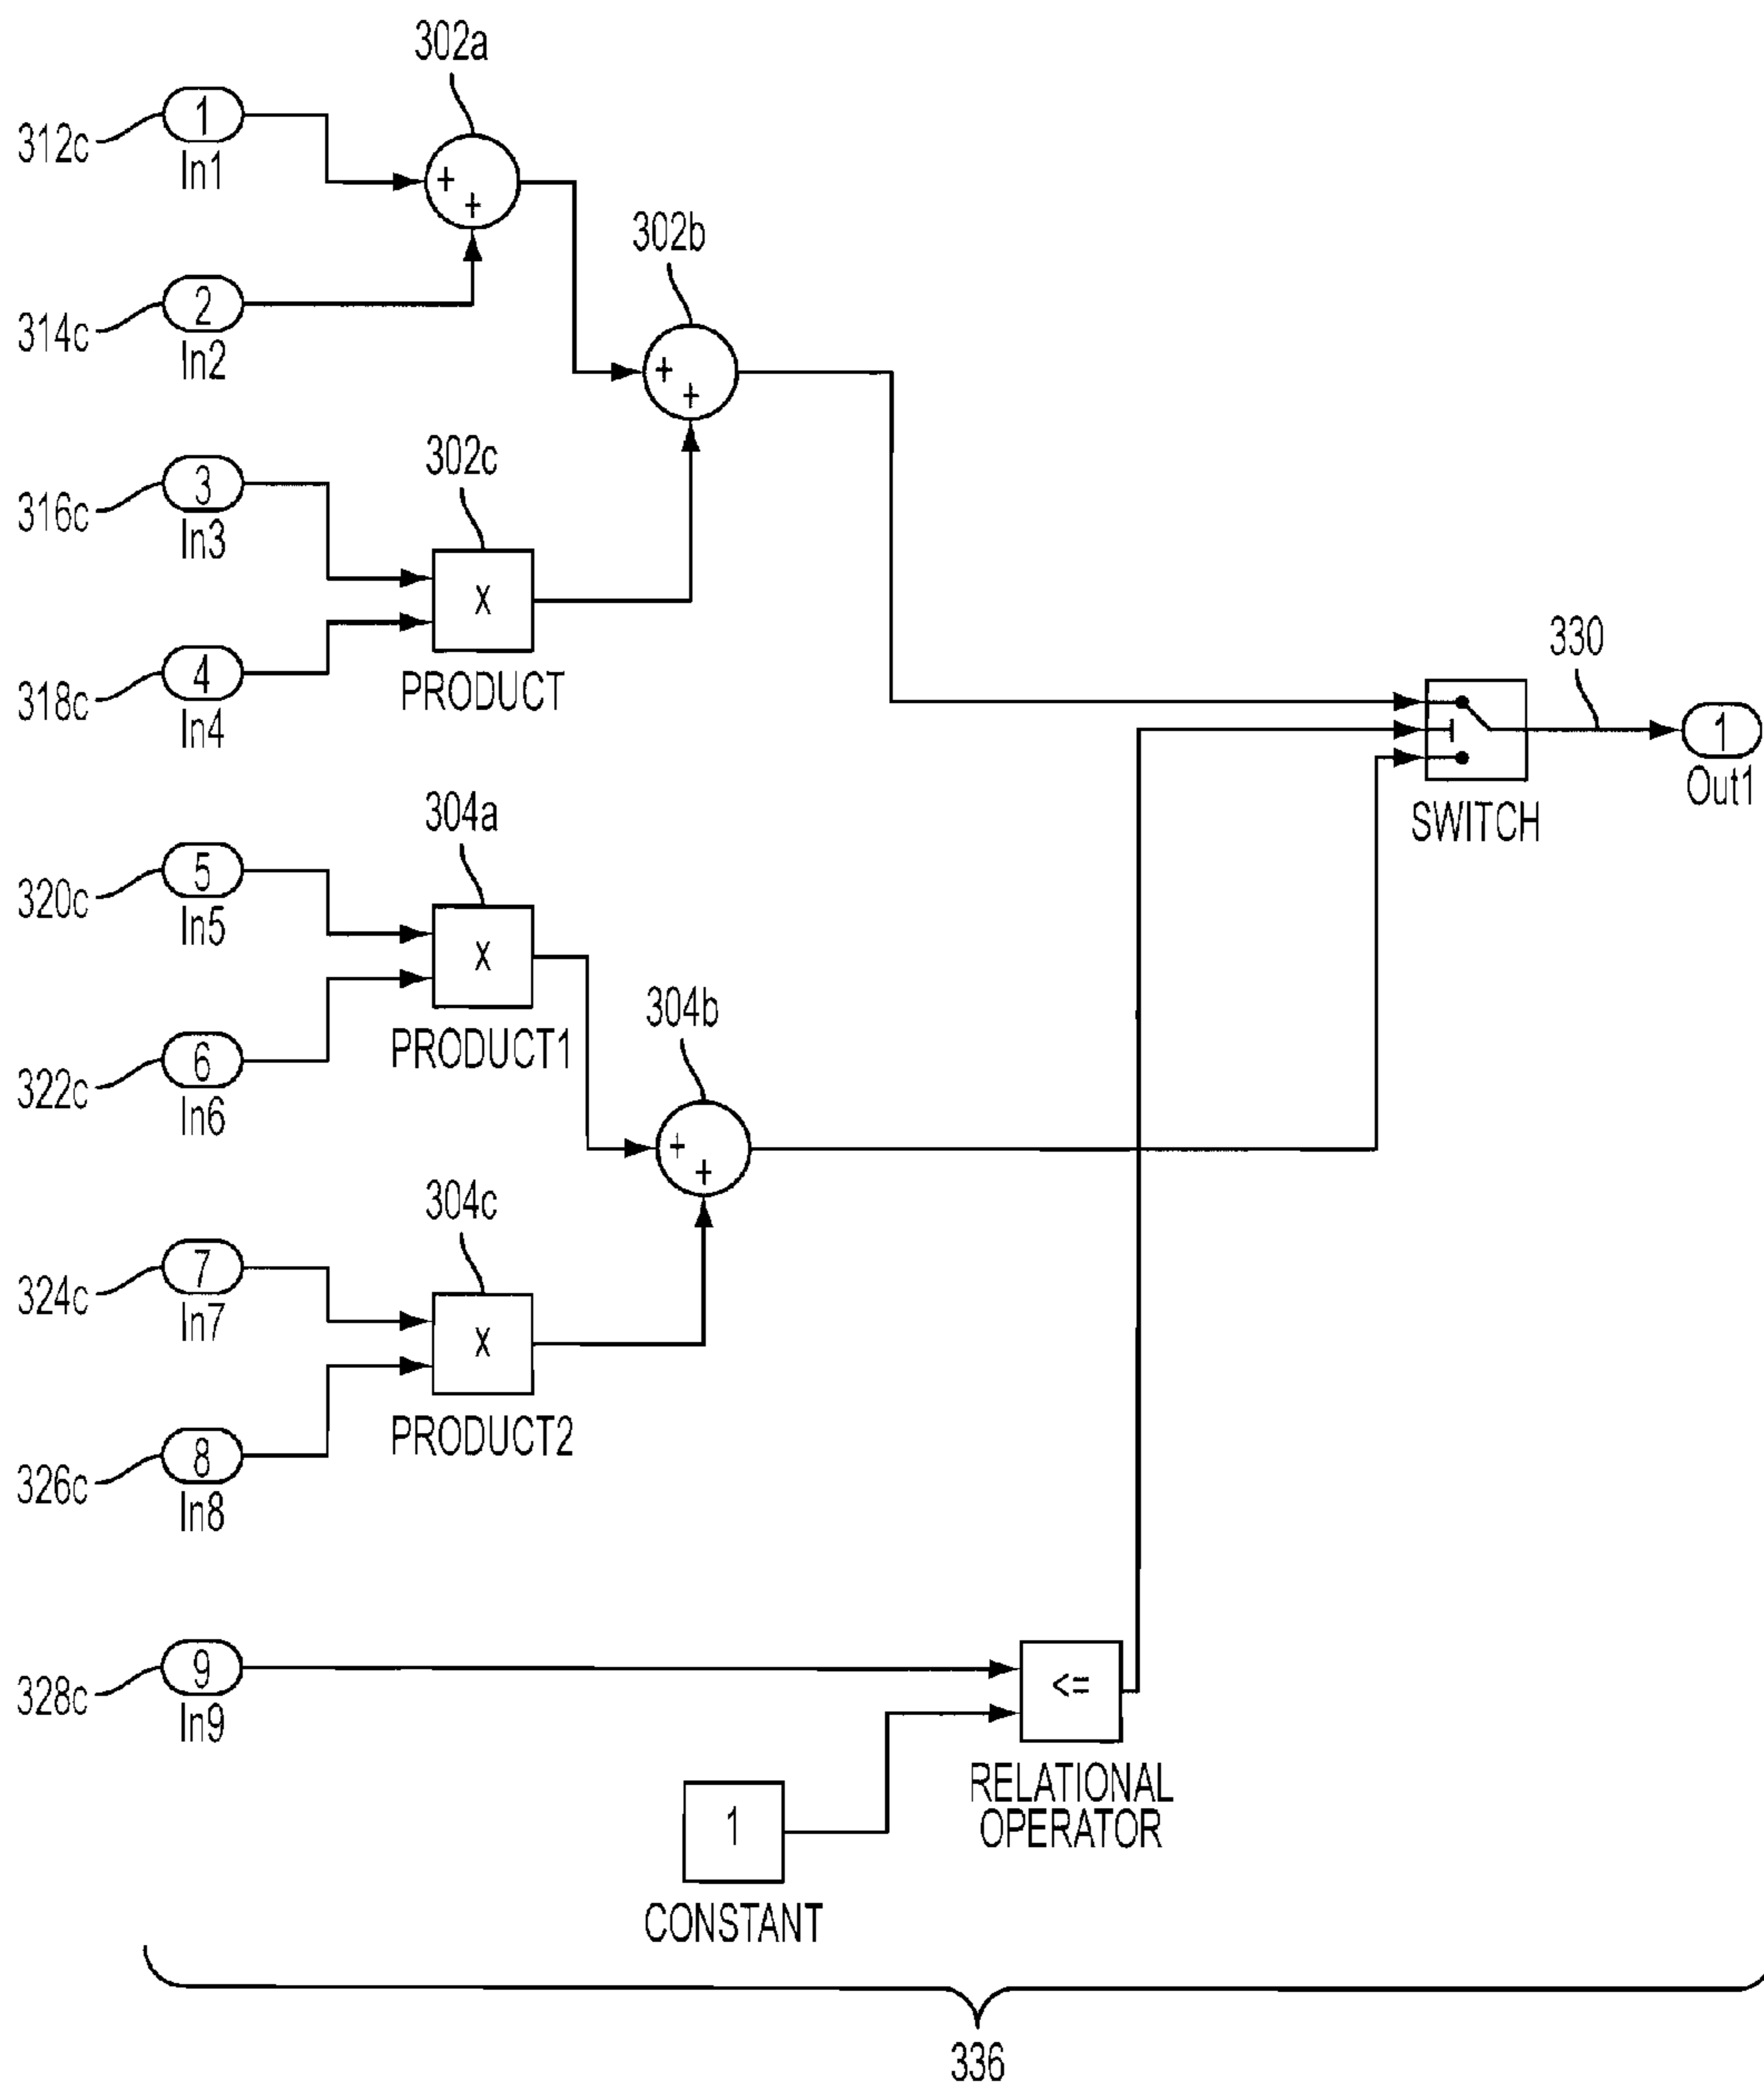 302a
1
312c
In1
+
+
302b
2
314c
In2
+
+
302c
3
316c
In3
X
4
318c
In4
PRODUCT
330
1
Out1
SWITCH
304a
5
320c
In5
X
PRODUCT1
304b
6
322c
In6
+
+
304c
7
324c
In7
X
PRODUCT2
8
326c
In8
9
328c
In9
<=
RELATIONAL
OPERATOR
1
CONSTANT
336